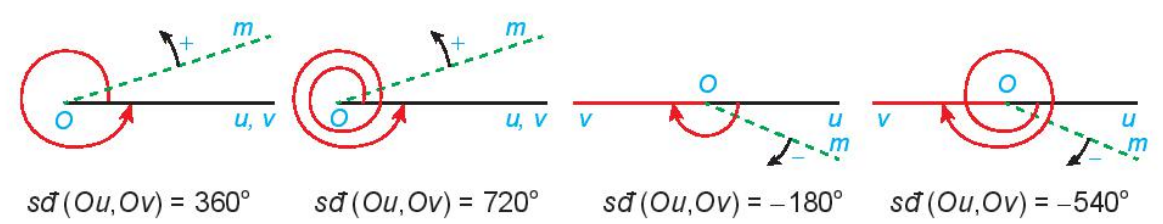 m
+
O
u, v
sđ (Ou,Ov) = 360°
m
+
O
u, v
sđ (Ou,Ov) = 720°
O
v
u
m
−
sđ (Ou,Ov) = −180°
O
v
u
m
−
sđ (Ou,Ov) = −540°